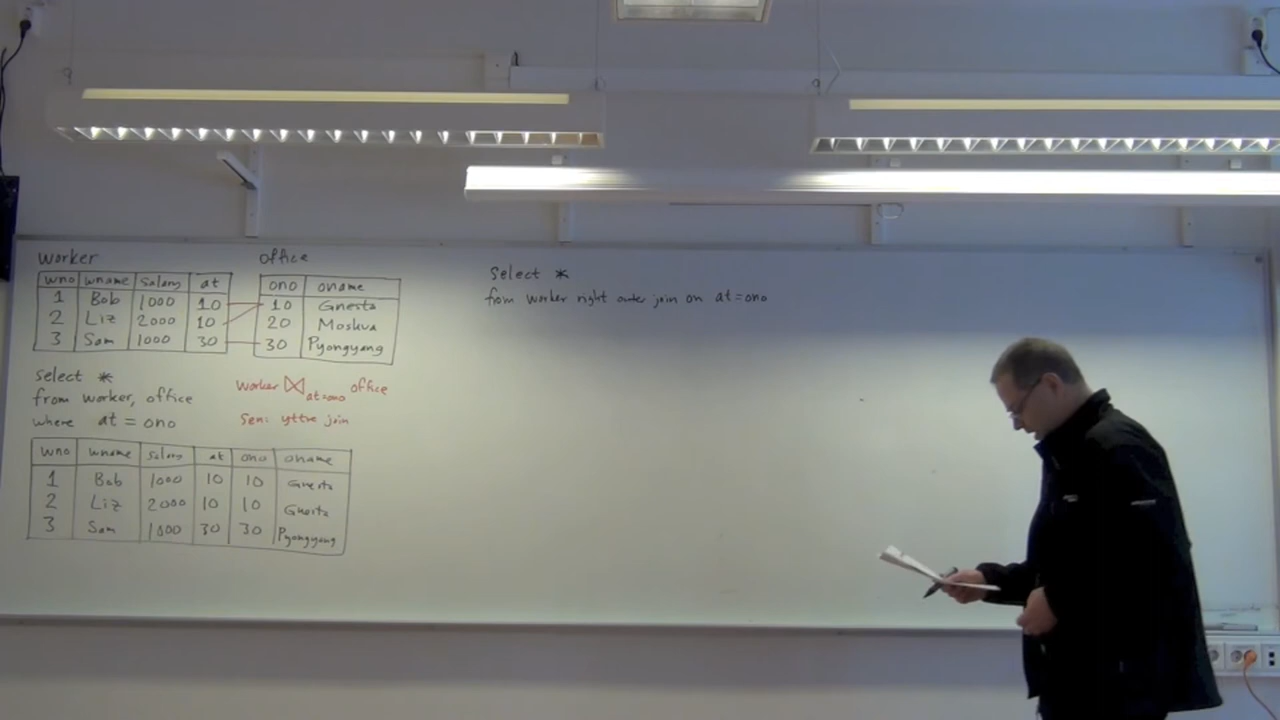 worker
wno wname salary at
1 Bob 1000 10
2 Liz 2000 10
3 Sam 1000 30
office
ono oname
10 Gnesta
20 Moskva
30 Pyongyang
select *
from worker, office
where at = ono
worker ⋈ at=ono office
Sen: yttre join
wno wname salary at ono oname
1 Bob 1000 10 10 Gnesta
2 Liz 2000 10 10 Gnesta
3 Sam 1000 30 30 Pyongyang
select *
from worker right outer join on at=ono